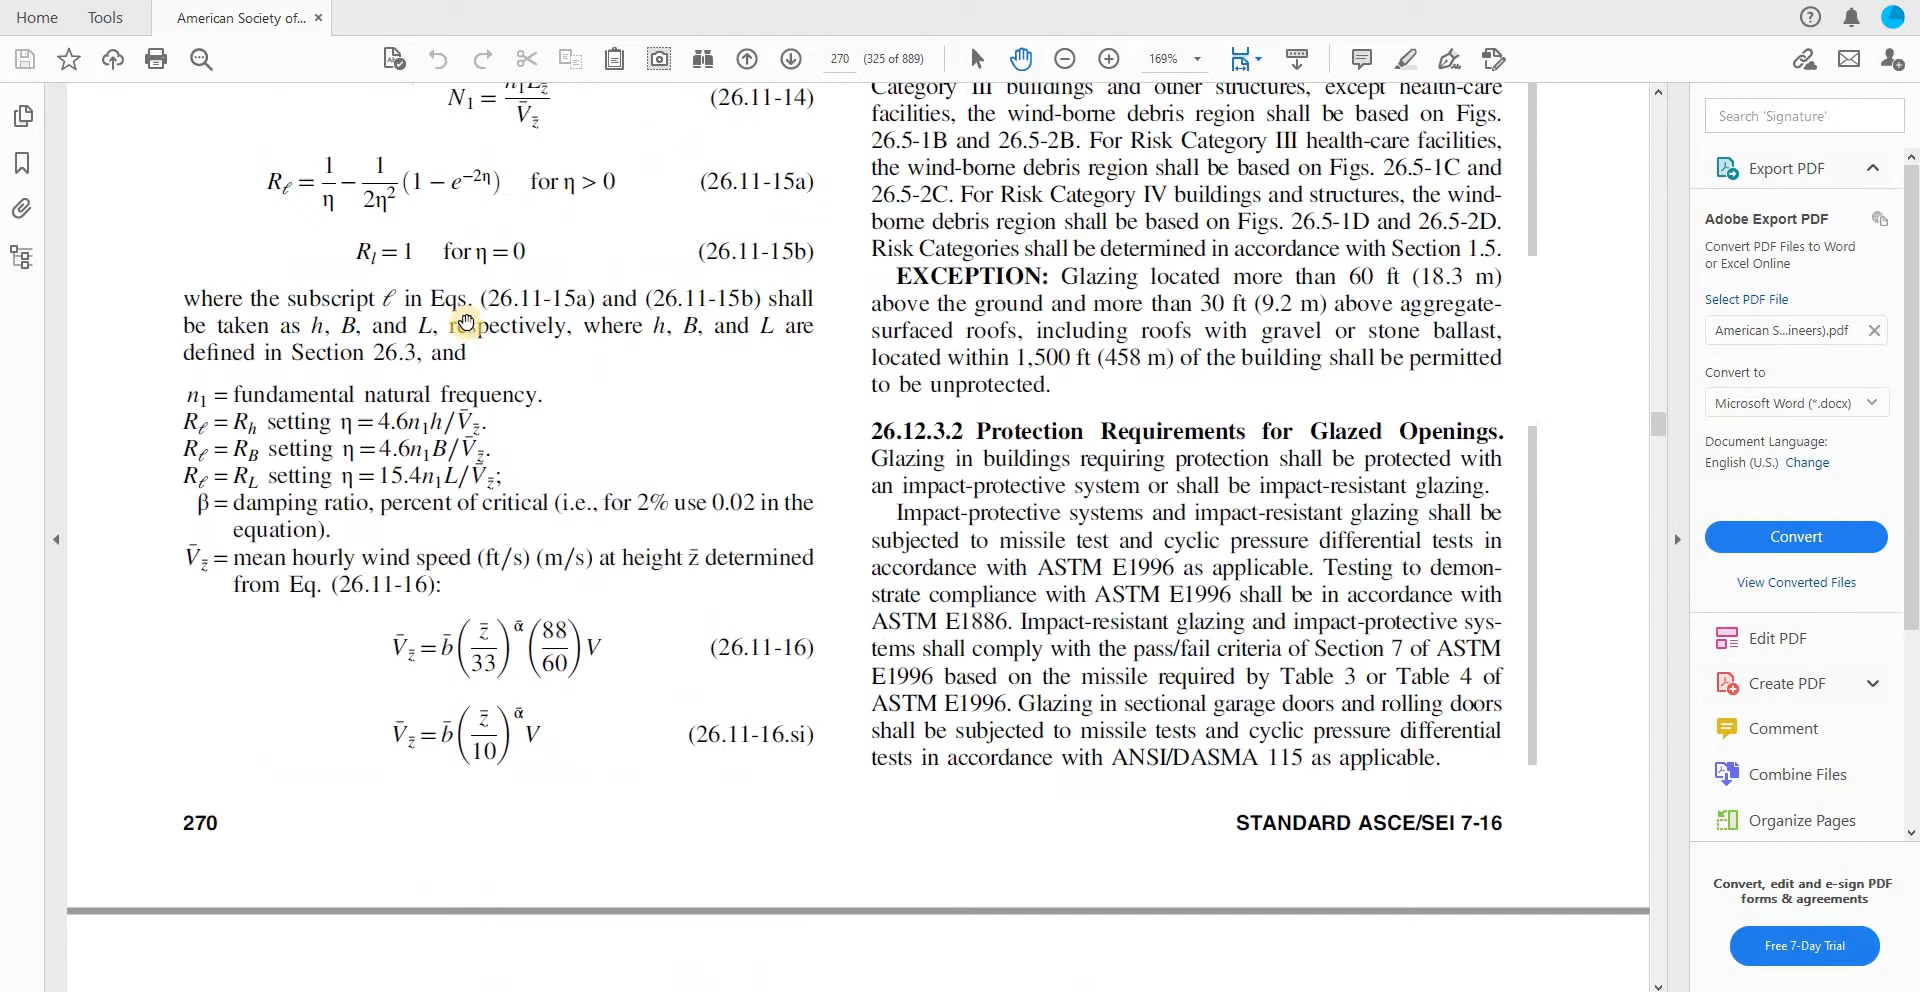 Home
Tools
American Society of...
270
(325 of 889)
169%
N₁ = n₁L_z̄ / V̄_z̄ (26.11-14)
R_ℓ = 1/η − 1/2η² (1 − e^−2η) for η > 0 (26.11-15a)
R_l = 1 for η = 0 (26.11-15b)
where the subscript ℓ in Eqs. (26.11-15a) and (26.11-15b) shall
be taken as h, B, and L, respectively, where h, B, and L are
defined in Section 26.3, and
n₁ = fundamental natural frequency.
R_ℓ = R_h setting η = 4.6n₁h/V̄_z̄.
R_ℓ = R_B setting η = 4.6n₁B/V̄_z̄.
R_ℓ = R_L setting η = 15.4n₁L/V̄_z̄;
β = damping ratio, percent of critical (i.e., for 2% use 0.02 in the
equation).
V̄_z̄ = mean hourly wind speed (ft/s) (m/s) at height z̄ determined
from Eq. (26.11-16):
V̄_z̄ = b̄ (z̄/33)^ᾱ (88/60) V (26.11-16)
V̄_z̄ = b̄ (z̄/10)^ᾱ V (26.11-16.si)
270
Category III buildings and other structures, except health-care
facilities, the wind-borne debris region shall be based on Figs.
26.5-1B and 26.5-2B. For Risk Category III health-care facilities,
the wind-borne debris region shall be based on Figs. 26.5-1C and
26.5-2C. For Risk Category IV buildings and structures, the wind-
borne debris region shall be based on Figs. 26.5-1D and 26.5-2D.
Risk Categories shall be determined in accordance with Section 1.5.
EXCEPTION: Glazing located more than 60 ft (18.3 m)
above the ground and more than 30 ft (9.2 m) above aggregate-
surfaced roofs, including roofs with gravel or stone ballast,
located within 1,500 ft (458 m) of the building shall be permitted
to be unprotected.
26.12.3.2 Protection Requirements for Glazed Openings.
Glazing in buildings requiring protection shall be protected with
an impact-protective system or shall be impact-resistant glazing.
Impact-protective systems and impact-resistant glazing shall be
subjected to missile test and cyclic pressure differential tests in
accordance with ASTM E1996 as applicable. Testing to demon-
strate compliance with ASTM E1996 shall be in accordance with
ASTM E1886. Impact-resistant glazing and impact-protective sys-
tems shall comply with the pass/fail criteria of Section 7 of ASTM
E1996 based on the missile required by Table 3 or Table 4 of
ASTM E1996. Glazing in sectional garage doors and rolling doors
shall be subjected to missile tests and cyclic pressure differential
tests in accordance with ANSI/DASMA 115 as applicable.
STANDARD ASCE/SEI 7-16
Search 'Signature'
Export PDF
Adobe Export PDF
Convert PDF Files to Word
or Excel Online
Select PDF File
American S...ineers).pdf
Convert to
Microsoft Word (*.docx)
Document Language:
English (U.S.) Change
Convert
View Converted Files
Edit PDF
Create PDF
Comment
Combine Files
Organize Pages
Convert, edit and e-sign PDF
forms & agreements
Free 7-Day Trial